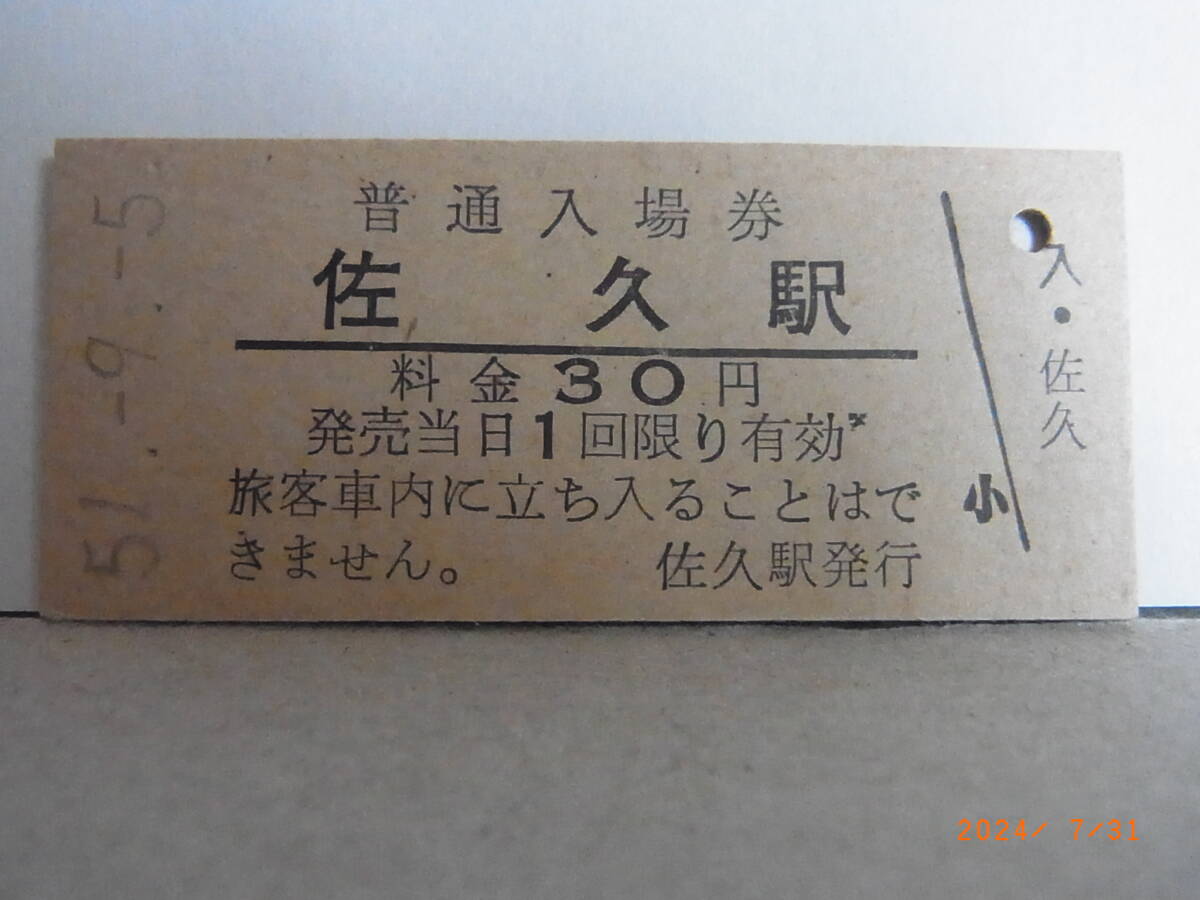 51.-9.-5
普通入場券
佐久駅
料金30円
発売当日1回限り有効
旅客車内に立ち入ることはで
きません。 佐久駅発行
小
入・佐久
2024/ 7/31